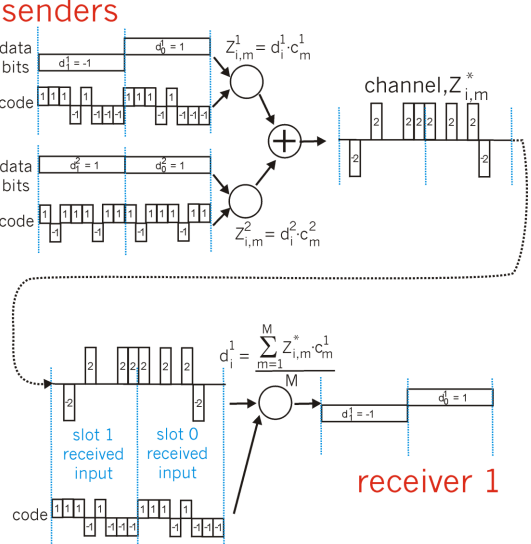 senders
data bits
d_0^1 = 1
d_1^1 = -1
Z_{i,m}^1 = d_i^1·c_m^1
code
1 1 1 -1 1 -1 -1 -1 1 1 1 -1 1 -1 -1 -1
channel, Z_{i,m}^*
-2 2 2 2 2 2 2 -2
data bits
d_1^2 = 1
d_0^2 = 1
code
1 -1 1 1 1 -1 1 1 1 -1 1 1 1 -1 1 1
Z_{i,m}^2 = d_i^2·c_m^2
-2 2 2 2 2 2 2 -2
d_i^1 = \frac{\sum_{m=1}^{M} Z_{i,m}^*·c_m^1}{M}
slot 1 received input
slot 0 received input
d_1^1 = -1
d_0^1 = 1
receiver 1
code
1 1 1 -1 1 -1 -1 -1 1 1 1 -1 1 -1 -1 -1